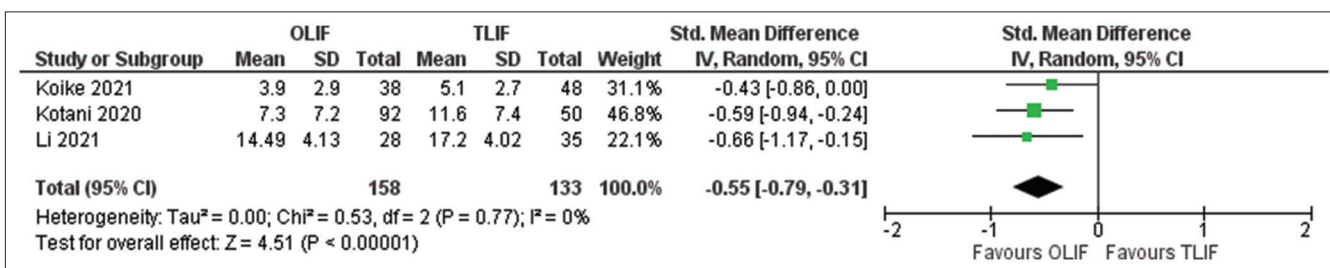 OLIF TLIF Std. Mean Difference Std. Mean Difference
Study or Subgroup Mean SD Total Mean SD Total Weight IV, Random, 95% CI IV, Random, 95% CI
Koike 2021 3.9 2.9 38 5.1 2.7 48 31.1% -0.43 [-0.86, 0.00]
Kotani 2020 7.3 7.2 92 11.6 7.4 50 46.8% -0.59 [-0.94, -0.24]
Li 2021 14.49 4.13 28 17.2 4.02 35 22.1% -0.66 [-1.17, -0.15]
Total (95% CI) 158 133 100.0% -0.55 [-0.79, -0.31]
Heterogeneity: Tau² = 0.00; Chi² = 0.53, df = 2 (P = 0.77); I² = 0%
Test for overall effect: Z = 4.51 (P < 0.00001)
-2 -1 0 1 2
Favours OLIF Favours TLIF